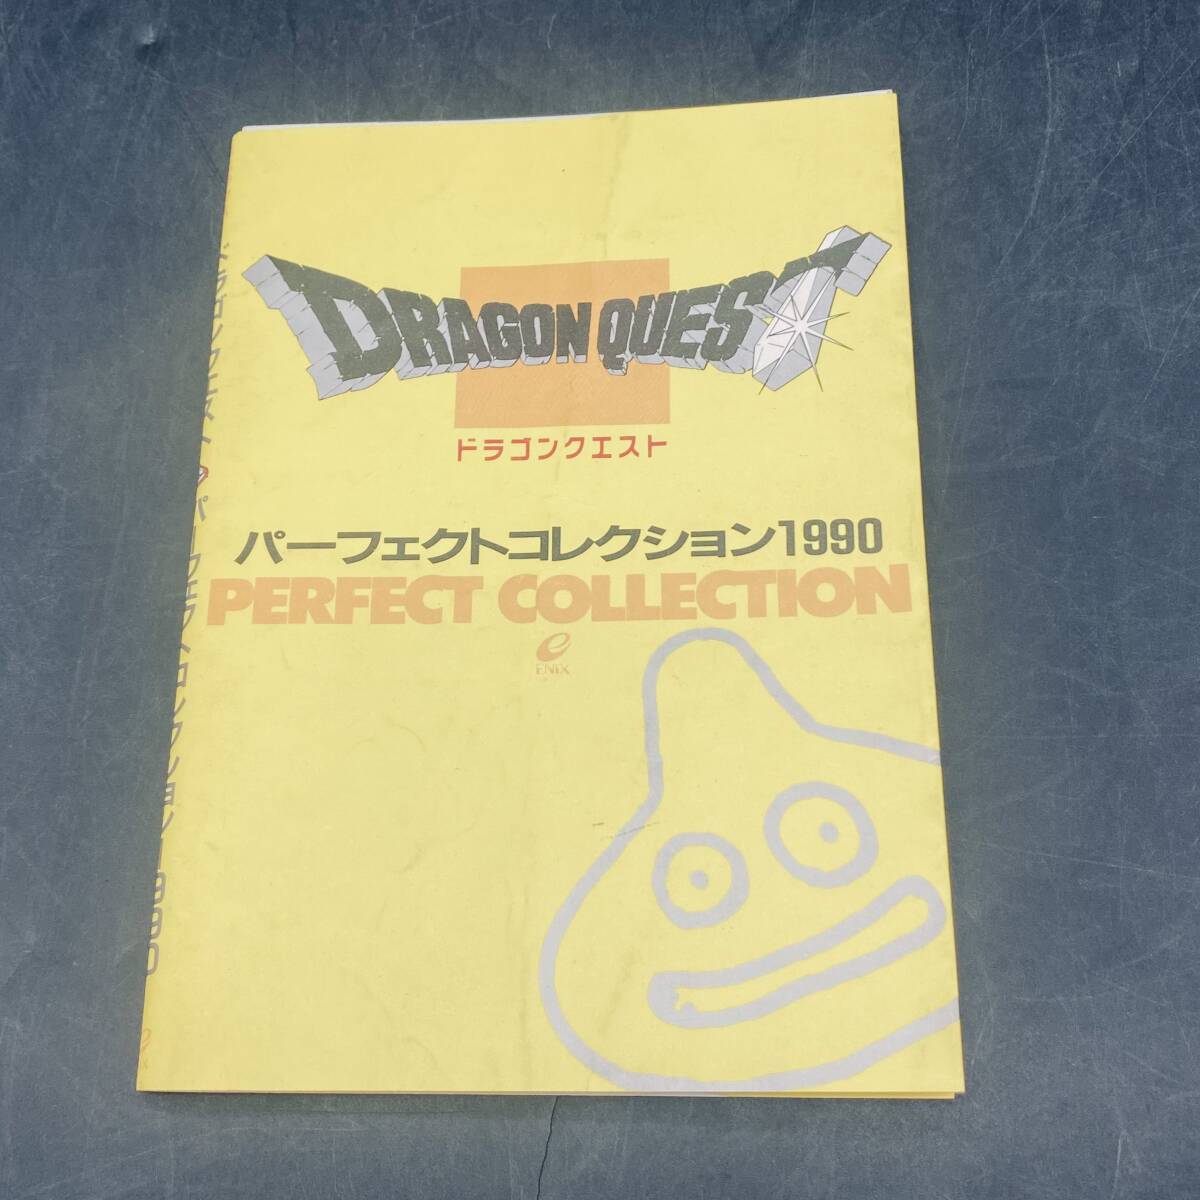 DRAGON QUEST
ドラゴンクエスト
パーフェクトコレクション1990
PERFECT COLLECTION
ENIX